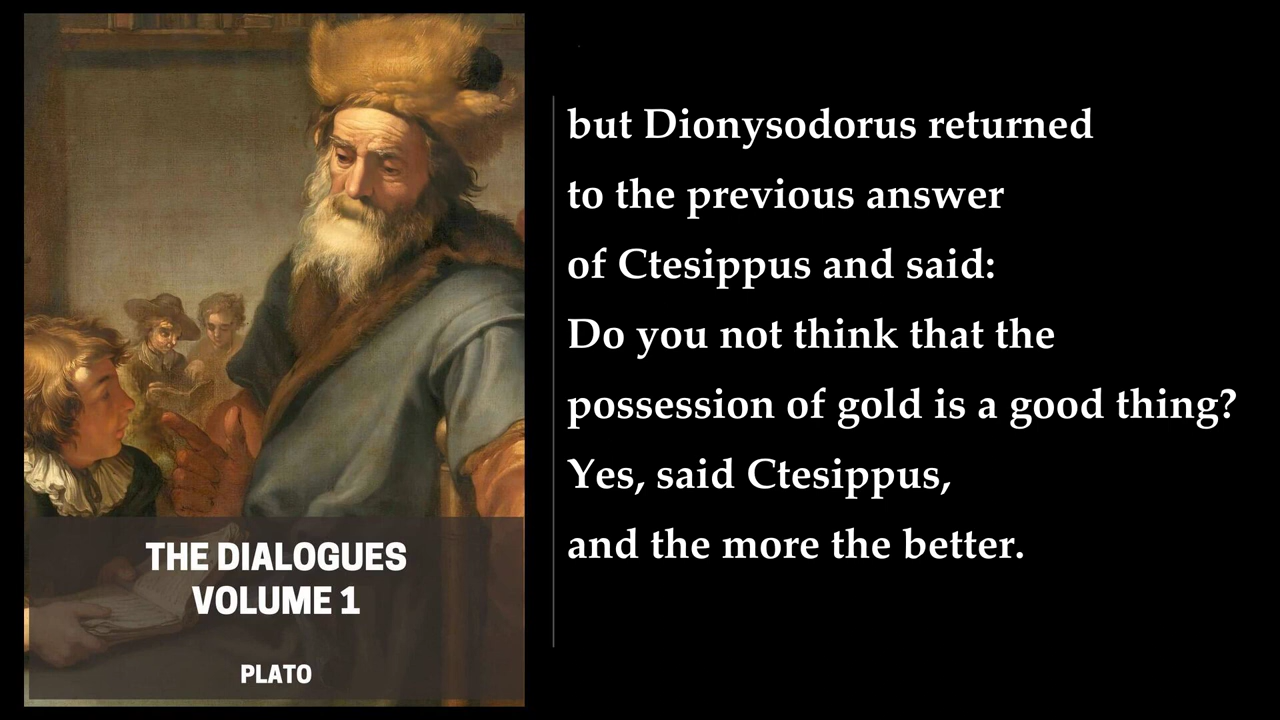 but Dionysodorus returned
to the previous answer
of Ctesippus and said:
Do you not think that the
possession of gold is a good thing?
Yes, said Ctesippus,
and the more the better.
THE DIALOGUES
VOLUME 1
PLATO